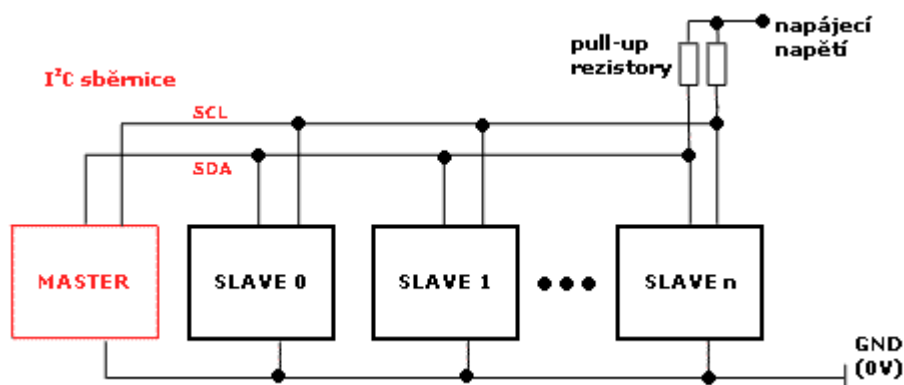 napájecí
napětí
pull-up
rezistory
I²C sběrnice
SCL
SDA
MASTER
SLAVE 0
SLAVE 1
SLAVE n
GND
(0V)